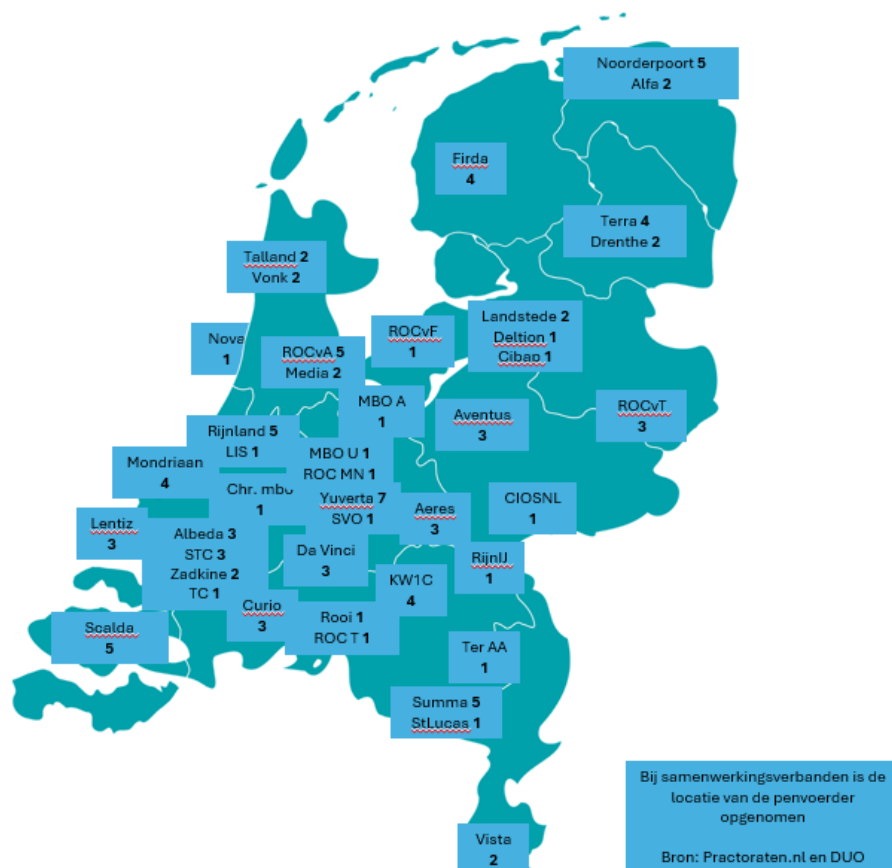 Noorderpoort 5
Alfa 2
Firda
4
Terra 4
Drenthe 2
Talland 2
Vonk 2
Nova
1
ROCvA 5
Media 2
ROCvF
1
Landstede 2
Deltion 1
Cibap 1
MBO A
1
Aventus
3
ROCvT
3
Rijnland 5
LIS 1
MBO U 1
ROC MN 1
Mondriaan
4
Chr. mbo
1
Yuverta 7
SVO 1
Aeres
3
CIOSNL
1
Lentiz
3
Albeda 3
STC 3
Zadkine 2
TC 1
Da Vinci
3
RijnIJ
1
KW1C
4
Curio
3
Rooi 1
ROC T 1
Scalda
5
Ter AA
1
Summa 5
StLucas 1
Vista
2
Bij samenwerkingsverbanden is de
locatie van de penvoerder
opgenomen
Bron: Practoraten.nl en DUO